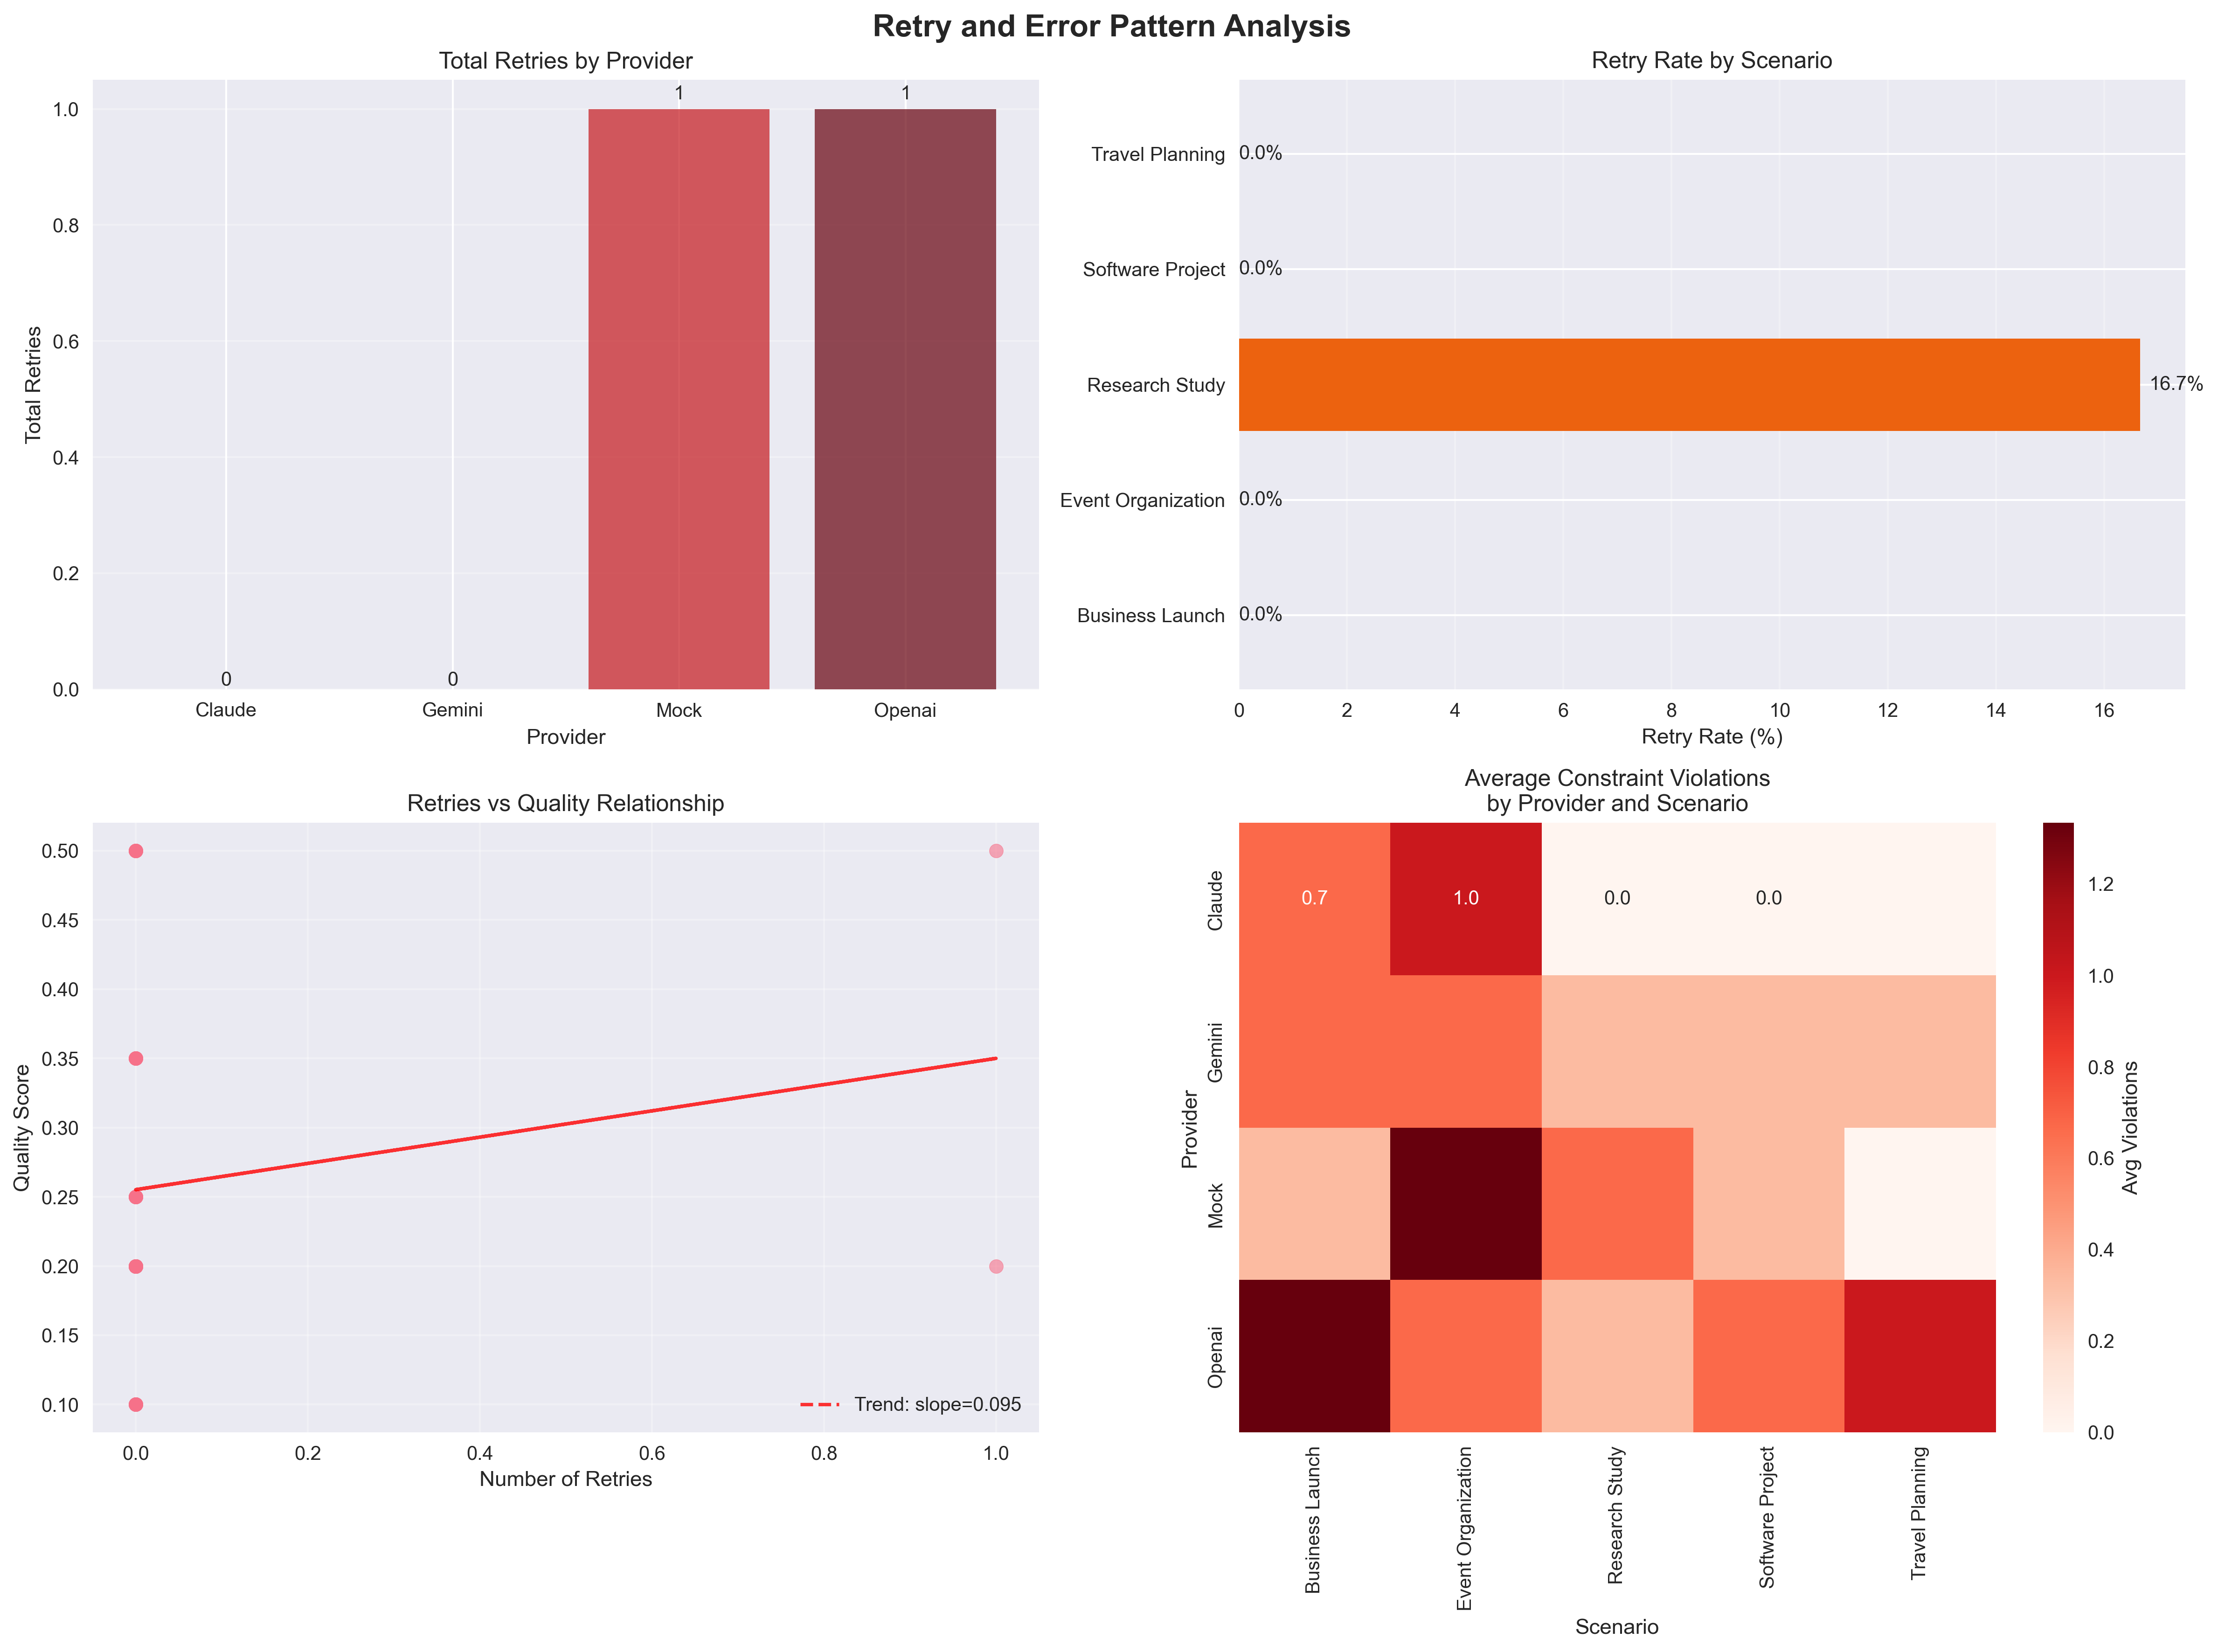 Retry and Error Pattern Analysis
Total Retries by Provider
Total Retries
1.0
0.8
0.6
0.4
0.2
0.0
0
0
1
1
Claude
Gemini
Mock
Openai
Provider
Retry Rate by Scenario
Travel Planning
0.0%
Software Project
0.0%
Research Study
16.7%
Event Organization
0.0%
Business Launch
0.0%
0
2
4
6
8
10
12
14
16
Retry Rate (%)
Retries vs Quality Relationship
Quality Score
0.50
0.45
0.40
0.35
0.30
0.25
0.20
0.15
0.10
Trend: slope=0.095
0.0
0.2
0.4
0.6
0.8
1.0
Number of Retries
Average Constraint Violations
by Provider and Scenario
Provider
Claude
0.7
1.0
0.0
0.0
Gemini
Mock
Openai
Business Launch
Event Organization
Research Study
Software Project
Travel Planning
Scenario
1.2
1.0
0.8
0.6
0.4
0.2
0.0
Avg Violations